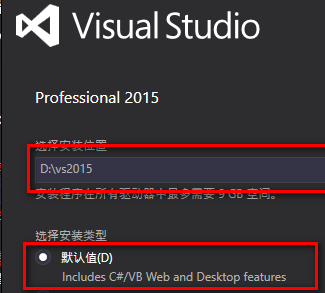 Visual Studio
Professional 2015
选择安装位置
D:\vs2015
安装程序在所有驱动器中最多需要 9 GB 空间。
选择安装类型
默认值(D)
Includes C#/VB Web and Desktop features